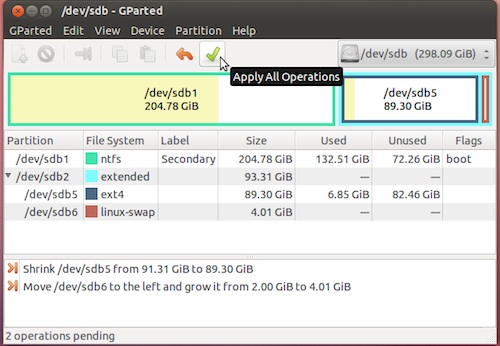 /dev/sdb - GParted
GParted Edit View Device Partition Help
/dev/sdb (298.09 GiB)
Apply All Operations
/dev/sdb1
204.78 GiB
/dev/sdb5
89.30 GiB
Partition File System Label Size Used Unused Flags
/dev/sdb1 ntfs Secondary 204.78 GiB 132.51 GiB 72.26 GiB boot
/dev/sdb2 extended 93.31 GiB — —
/dev/sdb5 ext4 89.30 GiB 6.85 GiB 82.46 GiB
/dev/sdb6 linux-swap 4.01 GiB — —
Shrink /dev/sdb5 from 91.31 GiB to 89.30 GiB
Move /dev/sdb6 to the left and grow it from 2.00 GiB to 4.01 GiB
2 operations pending